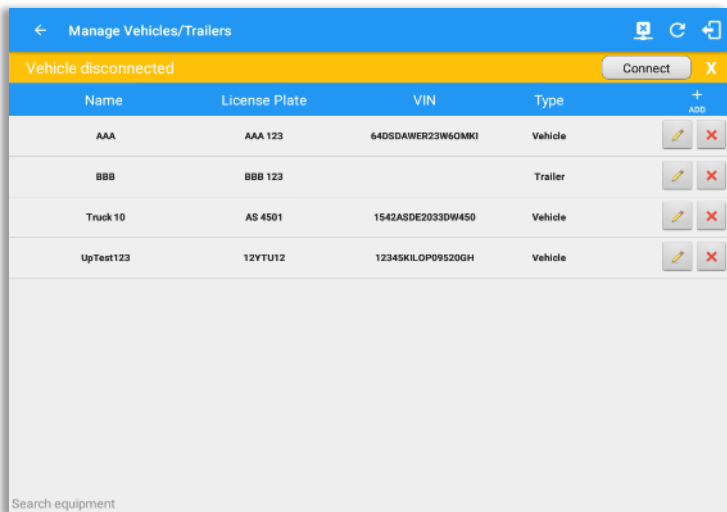 Manage Vehicles/Trailers
Vehicle disconnected Connect X
Name License Plate VIN Type + ADD
AAA AAA 123 64DSDAWER23W6OMKI Vehicle
BBB BBB 123 Trailer
Truck 10 AS 4501 1542ASDE2033DW450 Vehicle
UpTest123 12YTU12 12345KILOP09520GH Vehicle
Search equipment